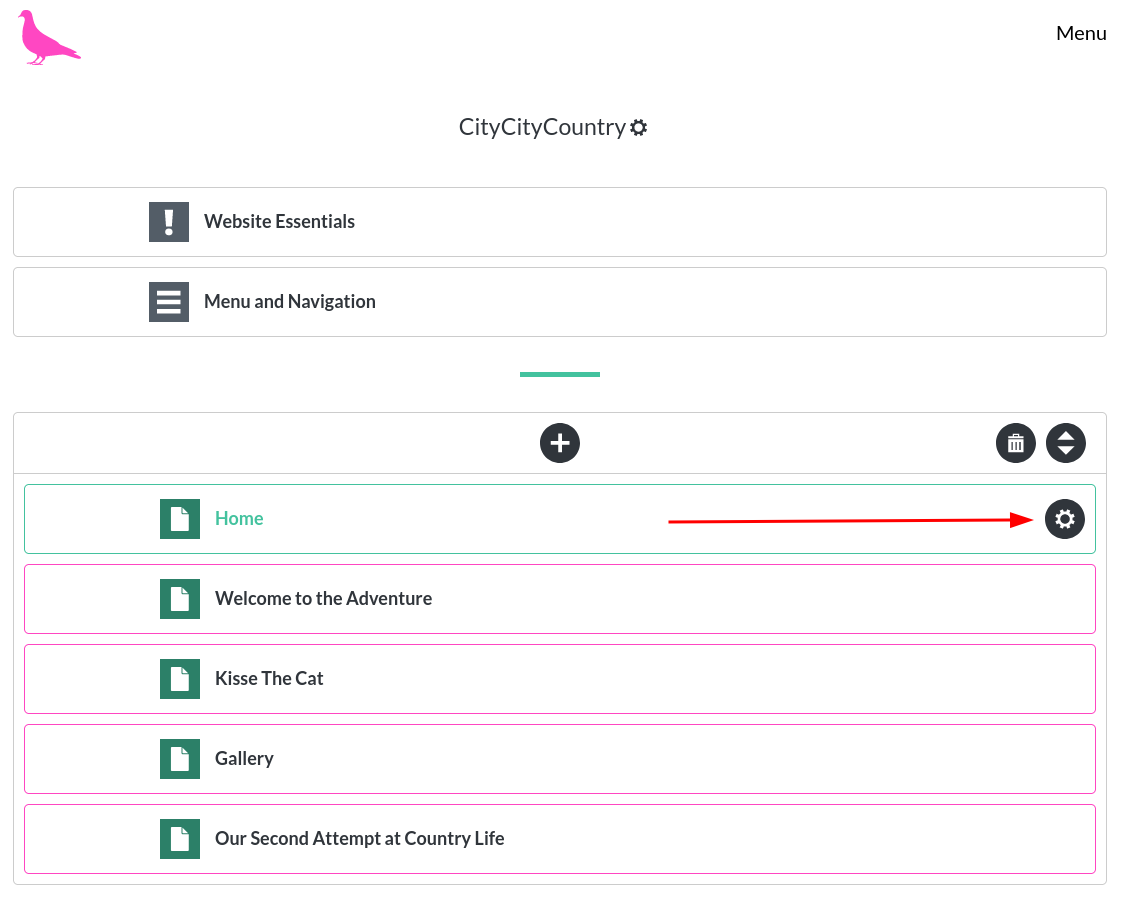 Menu
CityCityCountry
Website Essentials
Menu and Navigation
Home
Welcome to the Adventure
Kisse The Cat
Gallery
Our Second Attempt at Country Life